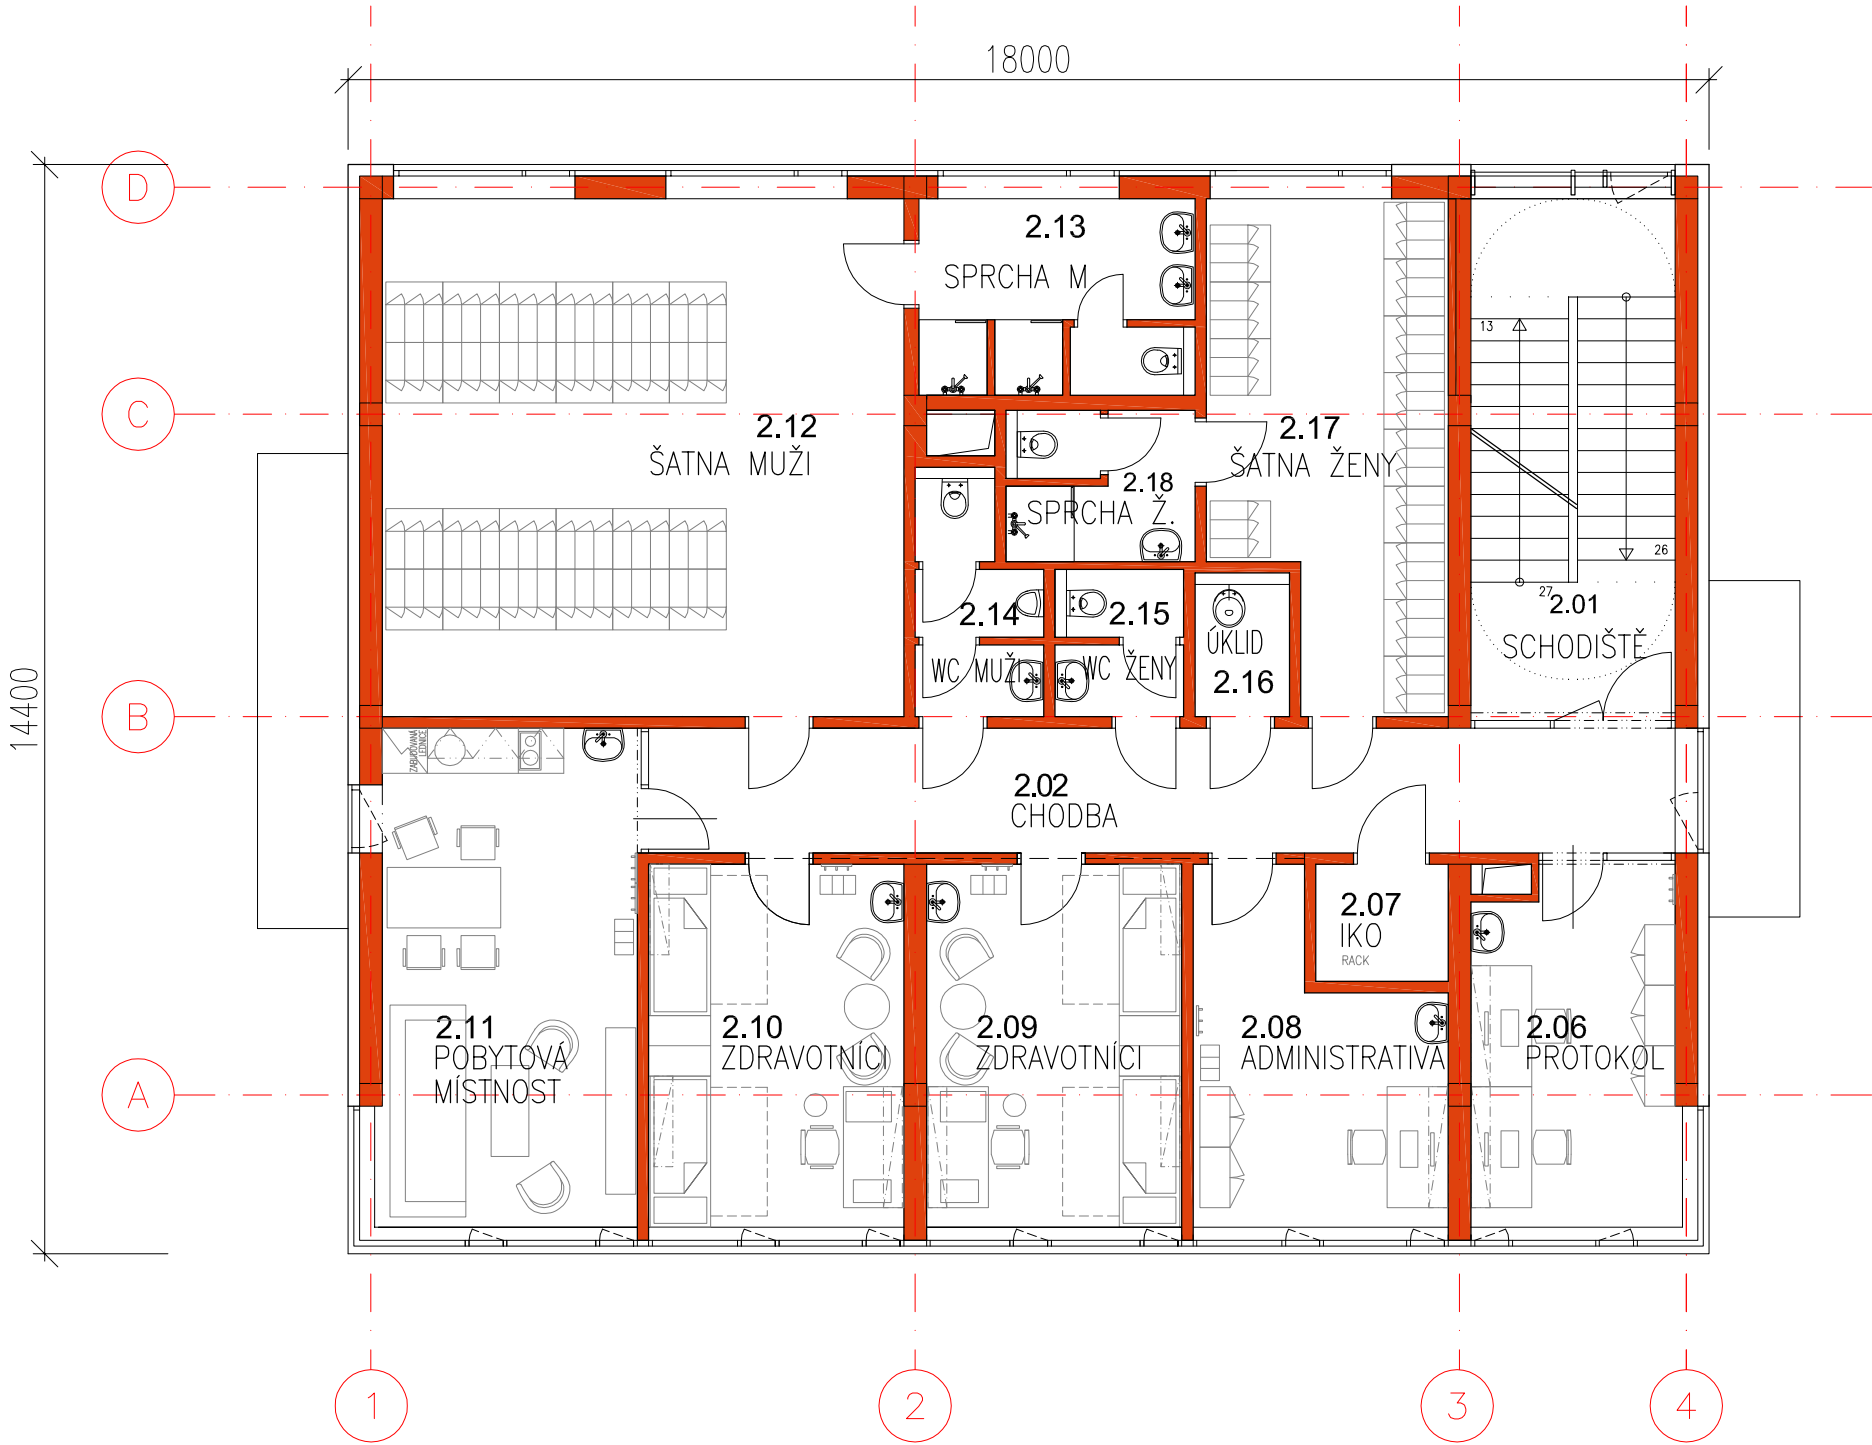 18000
14400
D
C
B
A
2.13
SPRCHA M
13
2.12
ŠATNA MUŽI
2.17
ŠATNA ŽENY
2.18
SPRCHA Ž.
26
27
2.01
SCHODIŠTĚ
2.14
WC MUŽI
2.15
WC ŽENY
ÚKLID
2.16
ZABUDOVANÁ
LEDNICE
2.02
CHODBA
2.07
IKO
RACK
2.11
POBYTOVÁ
MÍSTNOST
2.10
ZDRAVOTNÍCI
2.09
ZDRAVOTNÍCI
2.08
ADMINISTRATIVA
2.06
PROTOKOL
1
2
3
4